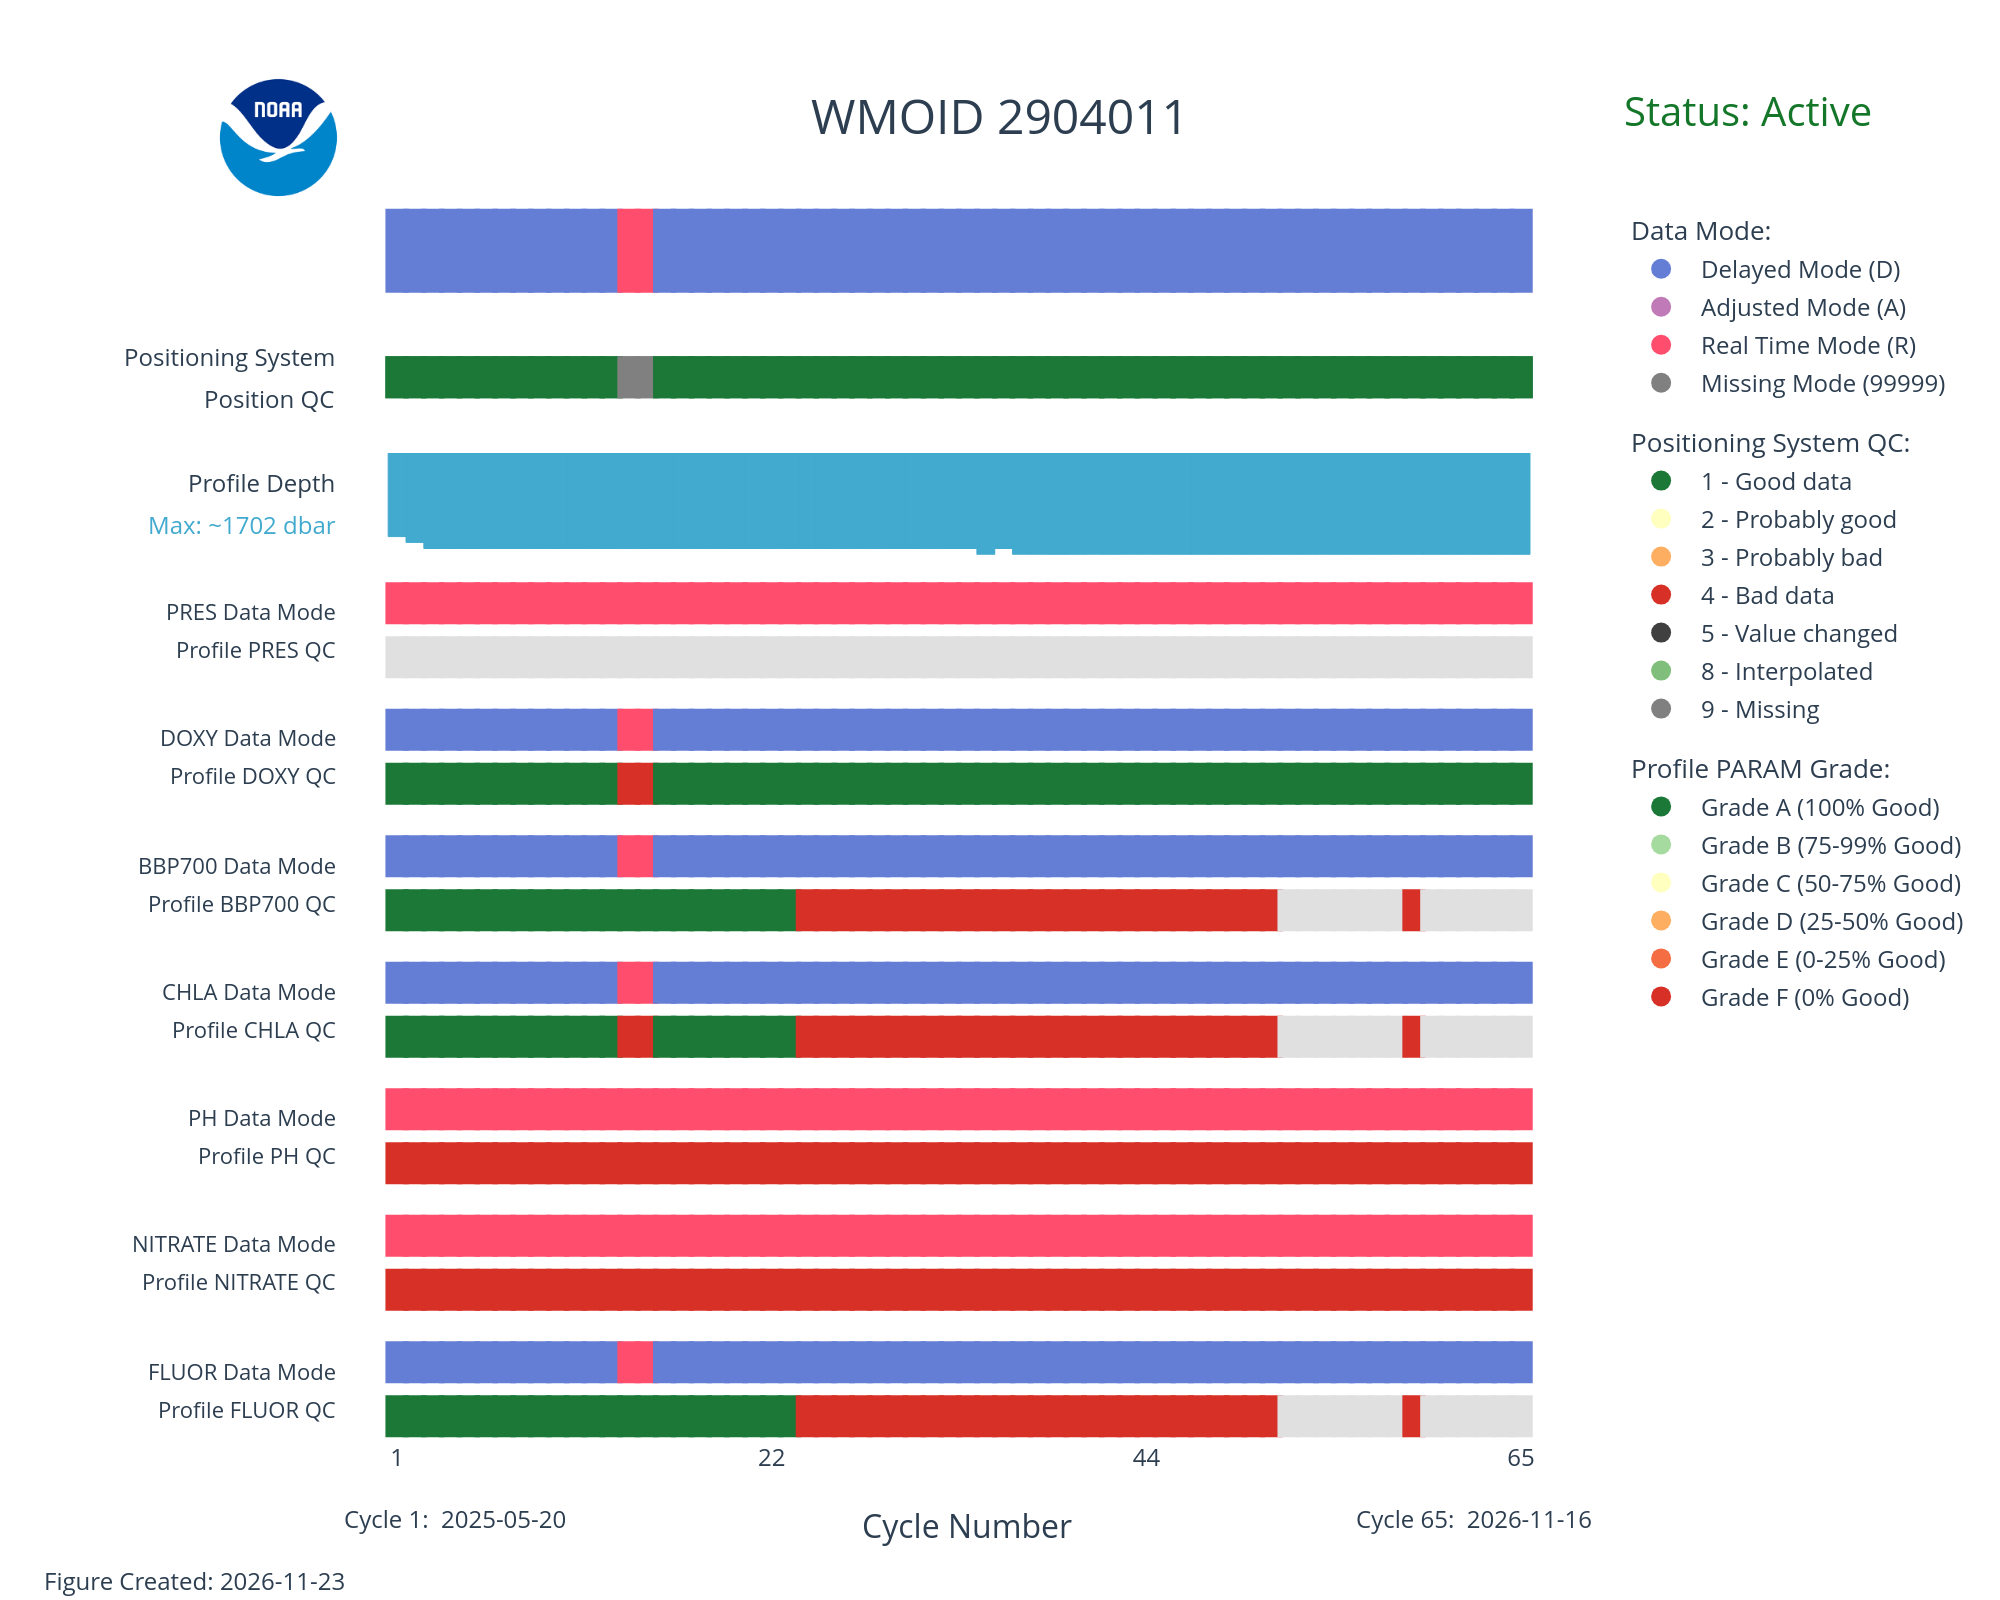 NOAA
WMOID 2904011
Status: Active
Positioning System
Position QC
Profile Depth
Max: ~1702 dbar
PRES Data Mode
Profile PRES QC
DOXY Data Mode
Profile DOXY QC
BBP700 Data Mode
Profile BBP700 QC
CHLA Data Mode
Profile CHLA QC
PH Data Mode
Profile PH QC
NITRATE Data Mode
Profile NITRATE QC
FLUOR Data Mode
Profile FLUOR QC
1
22
44
65
Cycle 1: 2025-05-20
Cycle Number
Cycle 65: 2026-11-16
Figure Created: 2026-11-23
Data Mode:
Delayed Mode (D)
Adjusted Mode (A)
Real Time Mode (R)
Missing Mode (99999)
Positioning System QC:
1 - Good data
2 - Probably good
3 - Probably bad
4 - Bad data
5 - Value changed
8 - Interpolated
9 - Missing
Profile PARAM Grade:
Grade A (100% Good)
Grade B (75-99% Good)
Grade C (50-75% Good)
Grade D (25-50% Good)
Grade E (0-25% Good)
Grade F (0% Good)